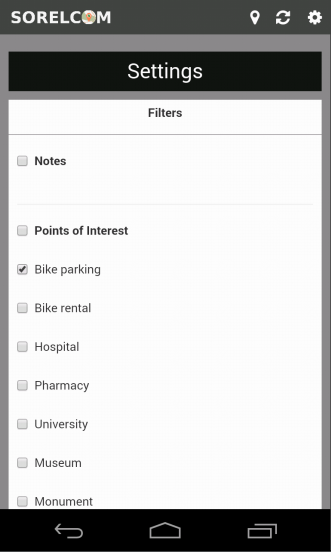 SORELCOM
Settings
Filters
Notes
Points of Interest
Bike parking
Bike rental
Hospital
Pharmacy
University
Museum
Monument